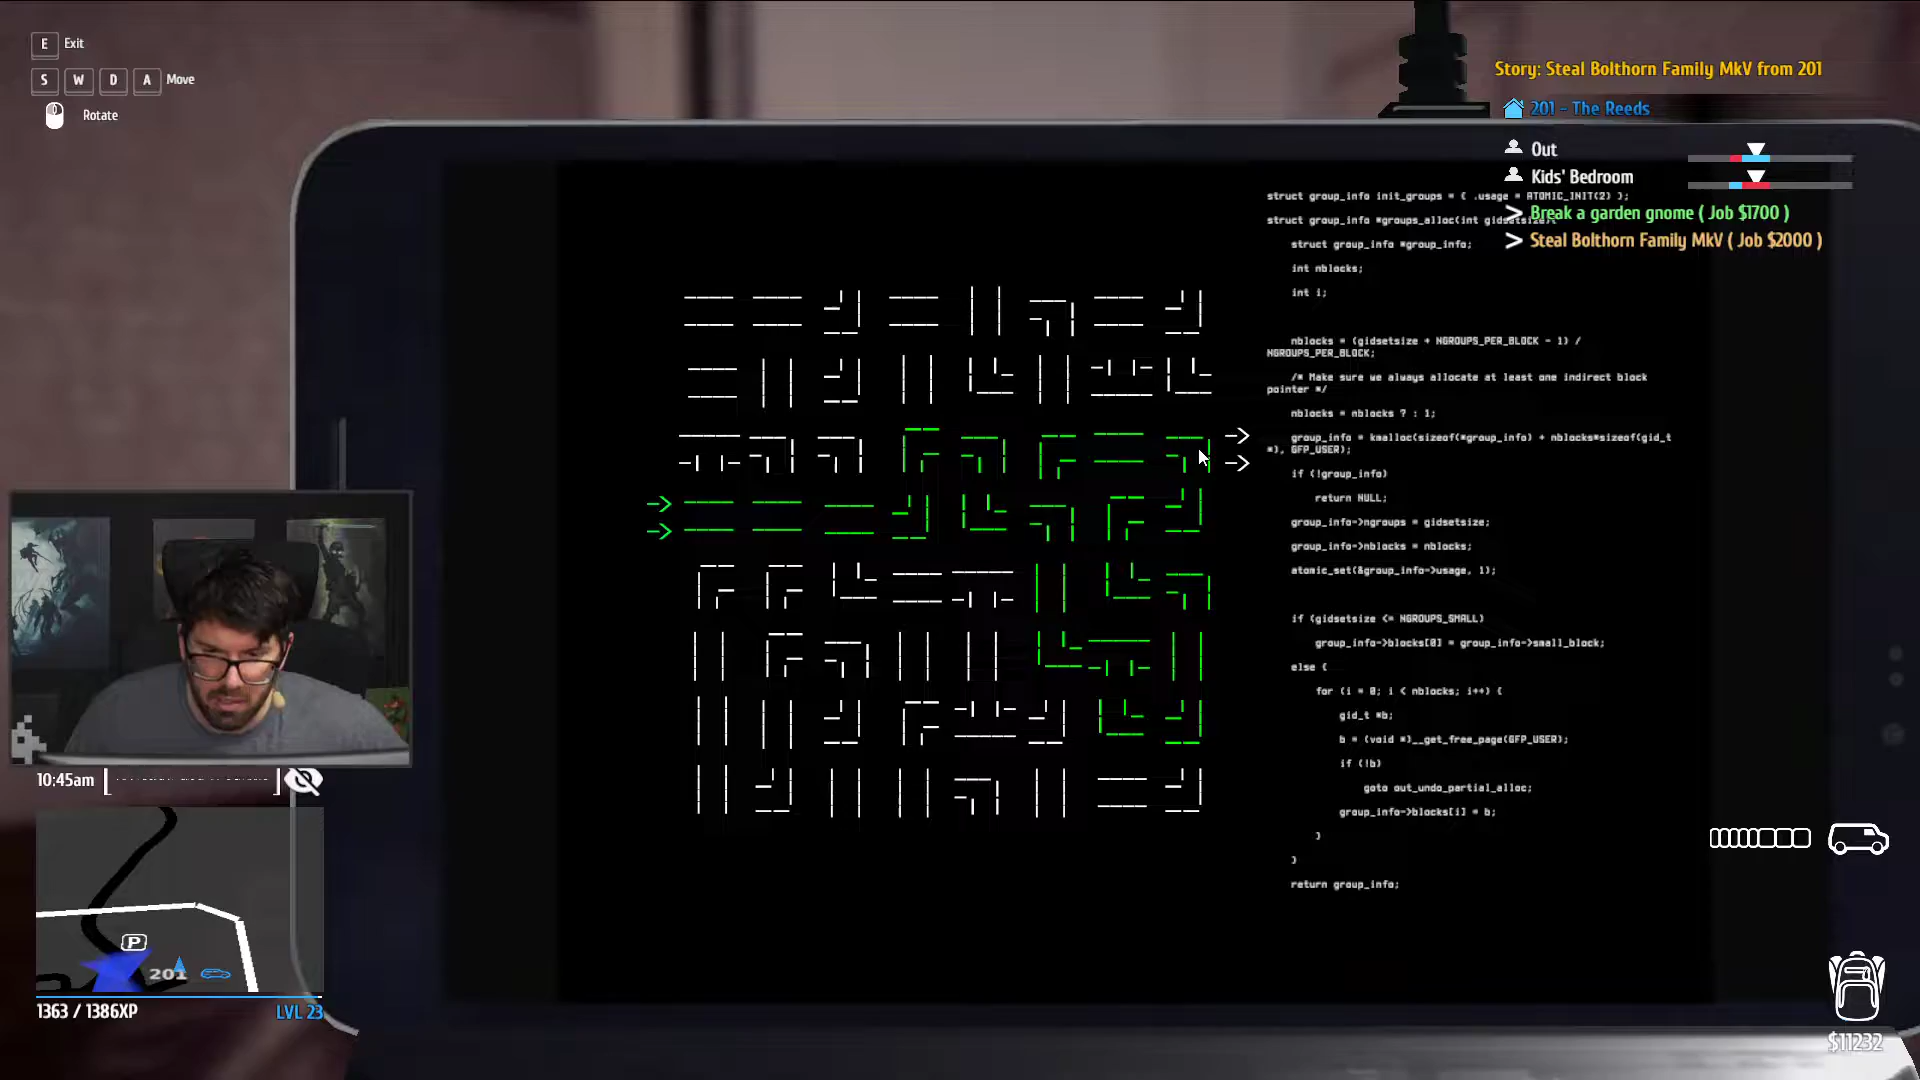 E Exit
S W D A Move
Rotate
Story: Steal Bolthorn Family MkV from 201
201 - The Reeds
Out
Kids' Bedroom
> Break a garden gnome ( Job $1700 )
> Steal Bolthorn Family MkV ( Job $2000 )
struct group_info init_groups = { .usage = ATOMIC_INIT(2) };
struct group_info *groups_alloc(int gidsetsize){
struct group_info *group_info;
int nblocks;
int i;
nblocks = (gidsetsize + NGROUPS_PER_BLOCK - 1) /
NGROUPS_PER_BLOCK;
/* Make sure we always allocate at least one indirect block
pointer */
nblocks = nblocks ? : 1;
group_info = kmalloc(sizeof(*group_info) + nblocks*sizeof(gid_t
*), GFP_USER);
if (!group_info)
return NULL;
group_info->ngroups = gidsetsize;
group_info->nblocks = nblocks;
atomic_set(&group_info->usage, 1);
if (gidsetsize <= NGROUPS_SMALL)
group_info->blocks[0] = group_info->small_block;
else {
for (i = 0; i < nblocks; i++) {
gid_t *b;
b = (void *)__get_free_page(GFP_USER);
if (!b)
goto out_undo_partial_alloc;
group_info->blocks[i] = b;
}
}
return group_info;
10:45am
P
201
1363 / 1386XP
LVL 23
$11232